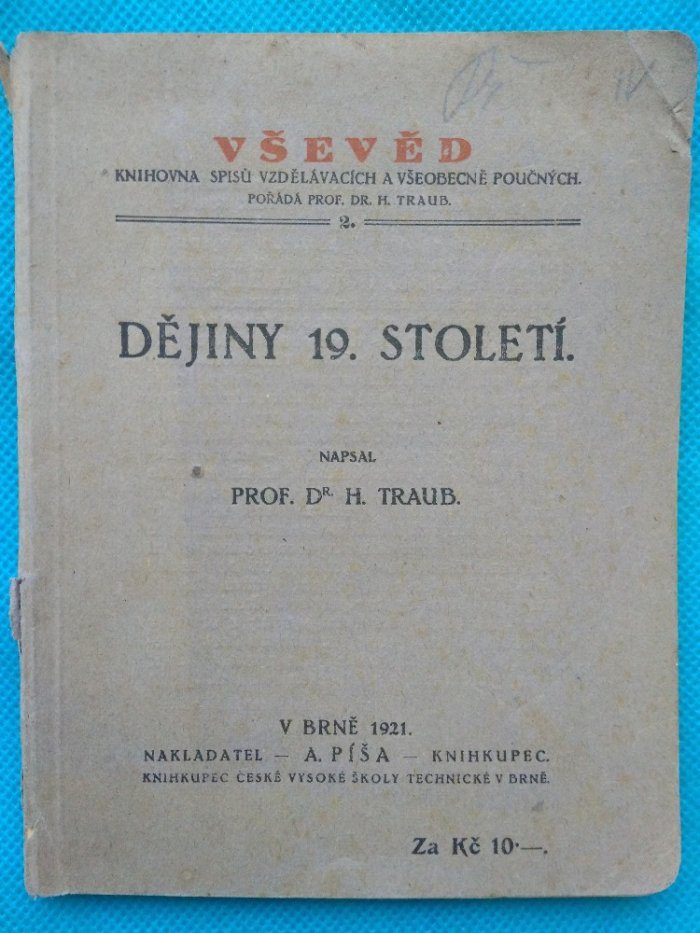 VŠEVĚD
KNIHOVNA SPISŮ VZDĚLÁVACÍCH A VŠEOBECNĚ POUČNÝCH.
POŘÁDÁ PROF. DR. H. TRAUB.
2.
DĚJINY 19. STOLETÍ.
NAPSAL
PROF. DR. H. TRAUB.
V BRNĚ 1921.
NAKLADATEL — A. PÍŠA — KNIHKUPEC.
KNIHKUPEC ČESKÉ VYSOKÉ ŠKOLY TECHNICKÉ V BRNĚ.
Za Kč 10·—.